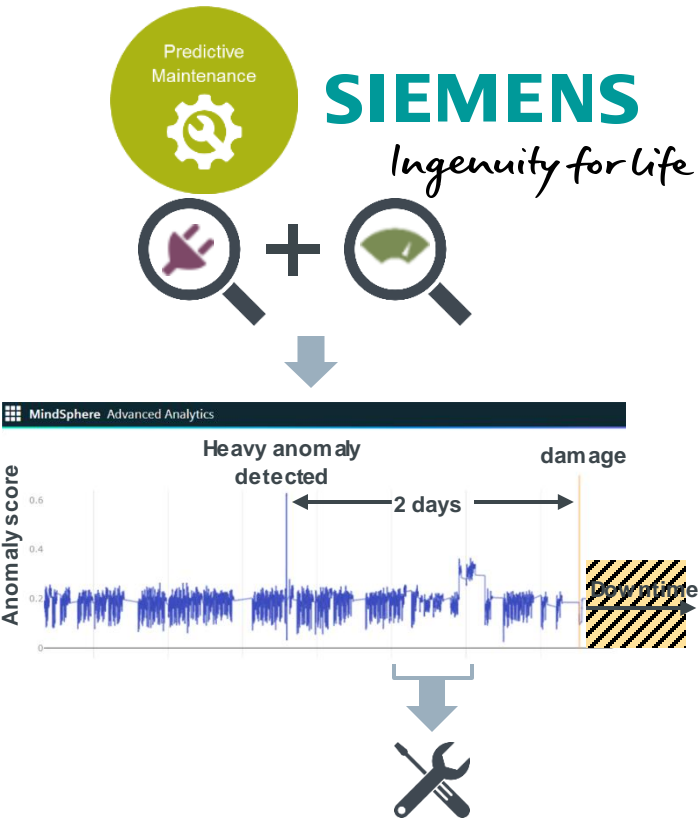 Predictive
Maintenance
SIEMENS
Ingenuity for life
MindSphere Advanced Analytics
Heavy anomaly
detected
damage
2 days
Anomaly score
0.6
0.4
0.2
0
Downtime